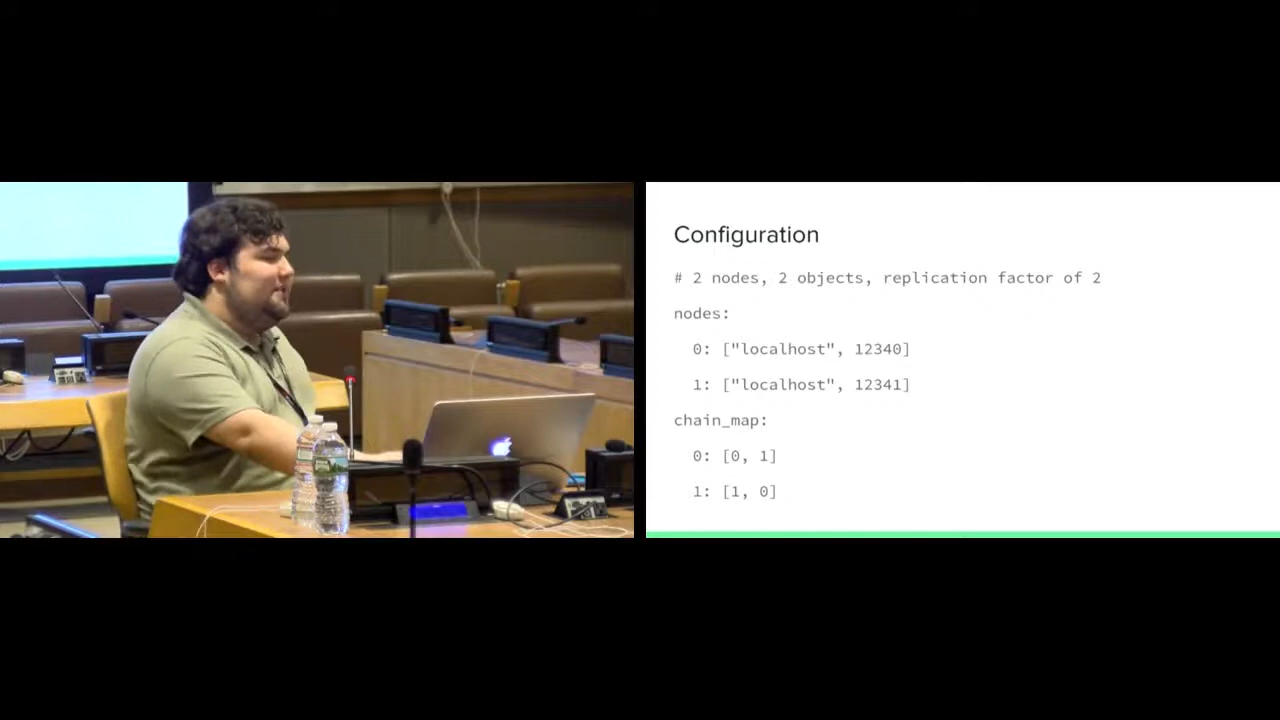 Configuration
# 2 nodes, 2 objects, replication factor of 2
nodes:
0: ["localhost", 12340]
1: ["localhost", 12341]
chain_map:
0: [0, 1]
1: [1, 0]